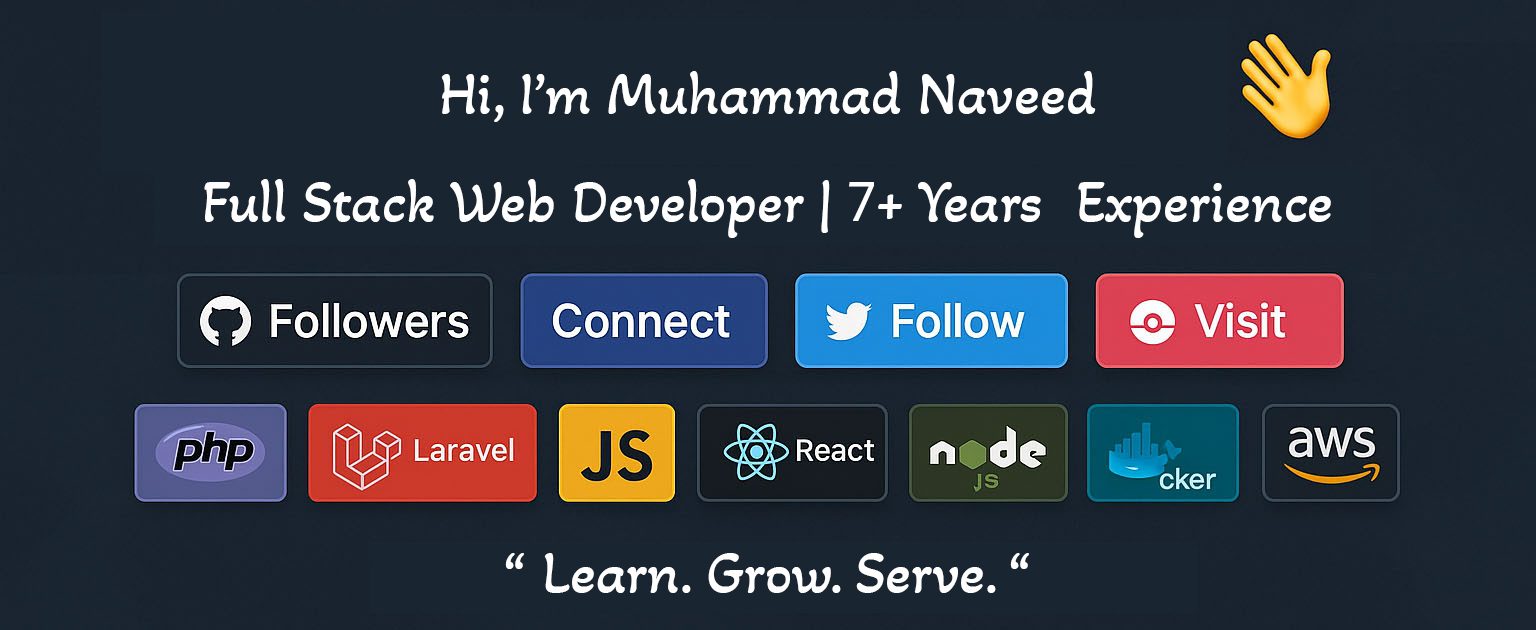 Hi, I’m Muhammad Naveed
Full Stack Web Developer | 7+ Years Experience
Followers Connect Follow Visit
php Laravel JS React node JS cker aws
“ Learn. Grow. Serve. “